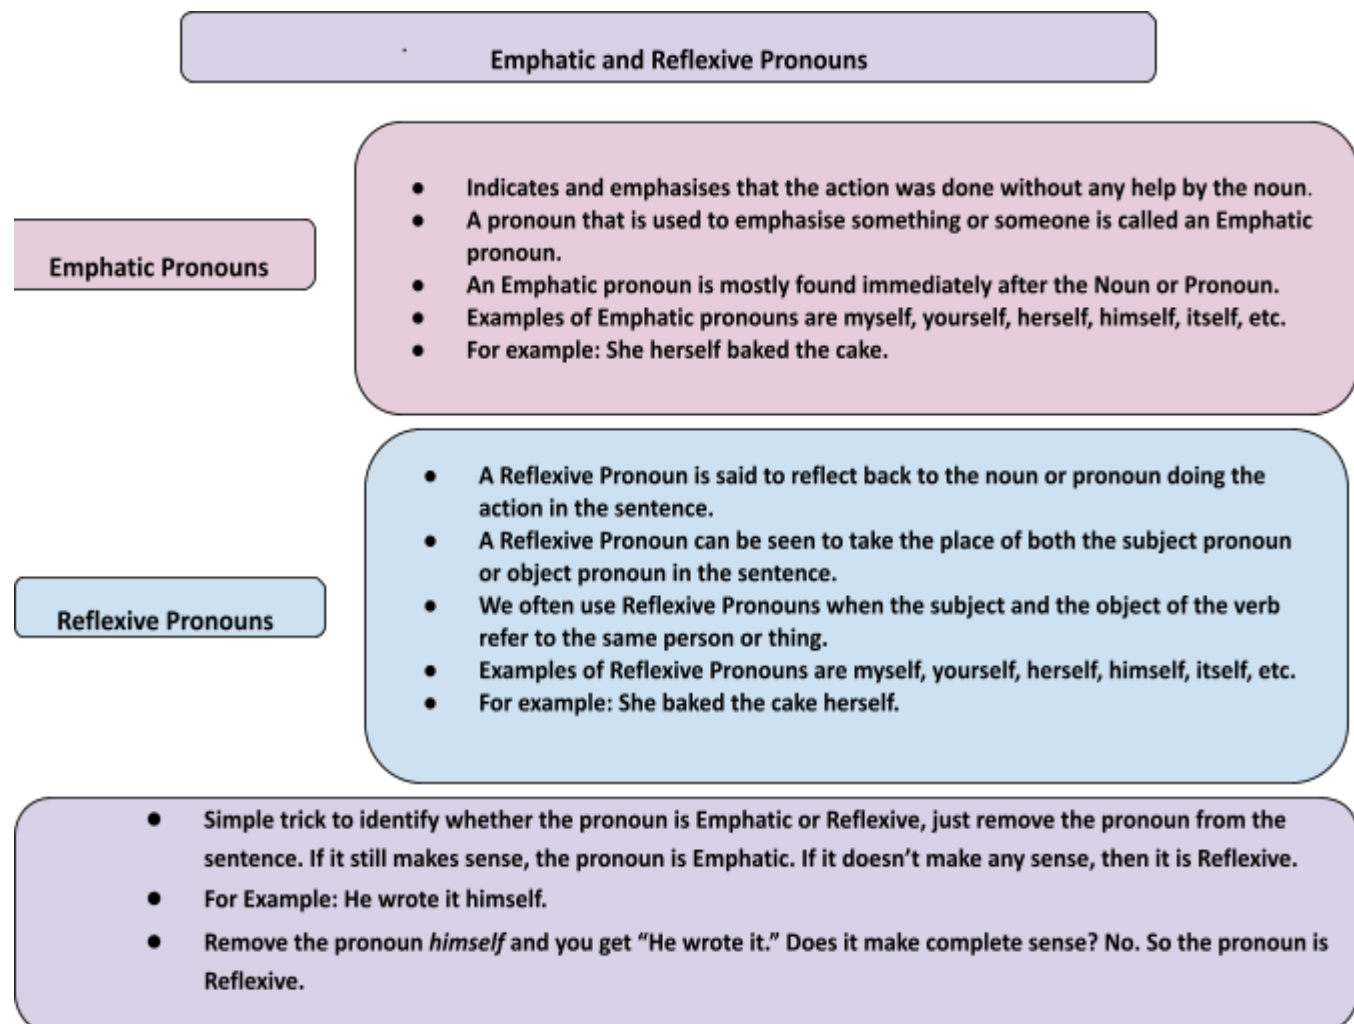 Emphatic and Reflexive Pronouns
Emphatic Pronouns
● Indicates and emphasises that the action was done without any help by the noun.
● A pronoun that is used to emphasise something or someone is called an Emphatic
pronoun.
● An Emphatic pronoun is mostly found immediately after the Noun or Pronoun.
● Examples of Emphatic pronouns are myself, yourself, herself, himself, itself, etc.
● For example: She herself baked the cake.
Reflexive Pronouns
● A Reflexive Pronoun is said to reflect back to the noun or pronoun doing the
action in the sentence.
● A Reflexive Pronoun can be seen to take the place of both the subject pronoun
or object pronoun in the sentence.
● We often use Reflexive Pronouns when the subject and the object of the verb
refer to the same person or thing.
● Examples of Reflexive Pronouns are myself, yourself, herself, himself, itself, etc.
● For example: She baked the cake herself.
● Simple trick to identify whether the pronoun is Emphatic or Reflexive, just remove the pronoun from the
sentence. If it still makes sense, the pronoun is Emphatic. If it doesn’t make any sense, then it is Reflexive.
● For Example: He wrote it himself.
● Remove the pronoun himself and you get “He wrote it.” Does it make complete sense? No. So the pronoun is
Reflexive.